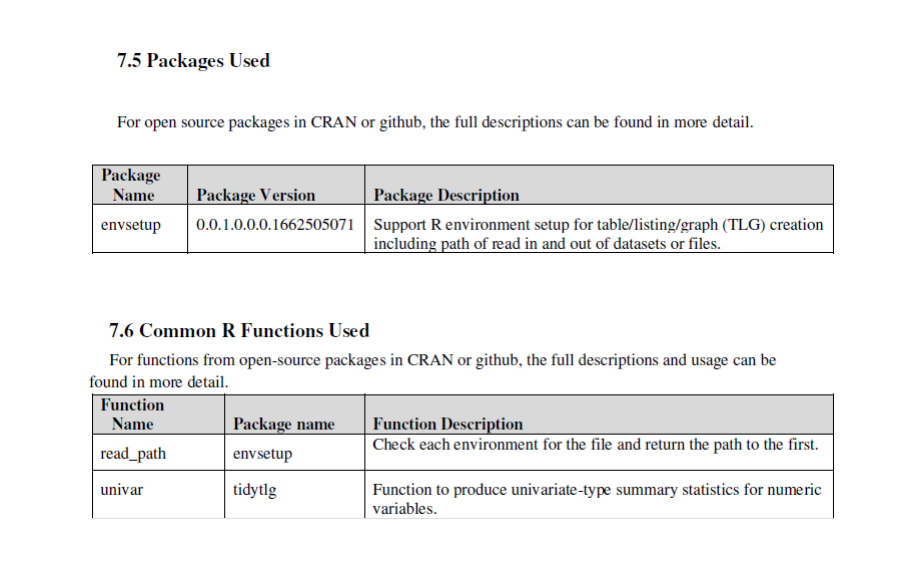 7.5 Packages Used
For open source packages in CRAN or github, the full descriptions can be found in more detail.
Package
Name
Package Version
Package Description
envsetup
0.0.1.0.0.0.1662505071
Support R environment setup for table/listing/graph (TLG) creation
including path of read in and out of datasets or files.
7.6 Common R Functions Used
For functions from open-source packages in CRAN or github, the full descriptions and usage can be
found in more detail.
Function
Name
Package name
Function Description
read_path
envsetup
Check each environment for the file and return the path to the first.
univar
tidytlg
Function to produce univariate-type summary statistics for numeric
variables.